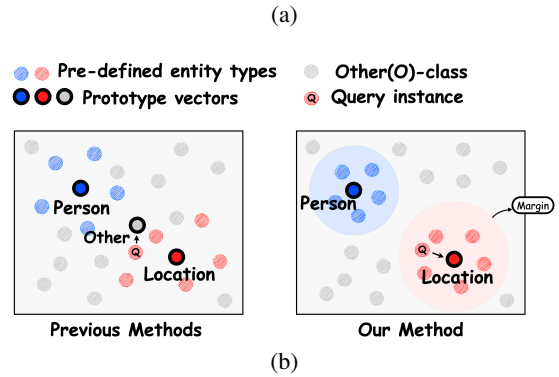 (a)
Pre-defined entity types
Other(O)-class
Prototype vectors
Q Query instance
Person
Other
Q
Location
Person
Margin
Q
Location
Previous Methods
Our Method
(b)